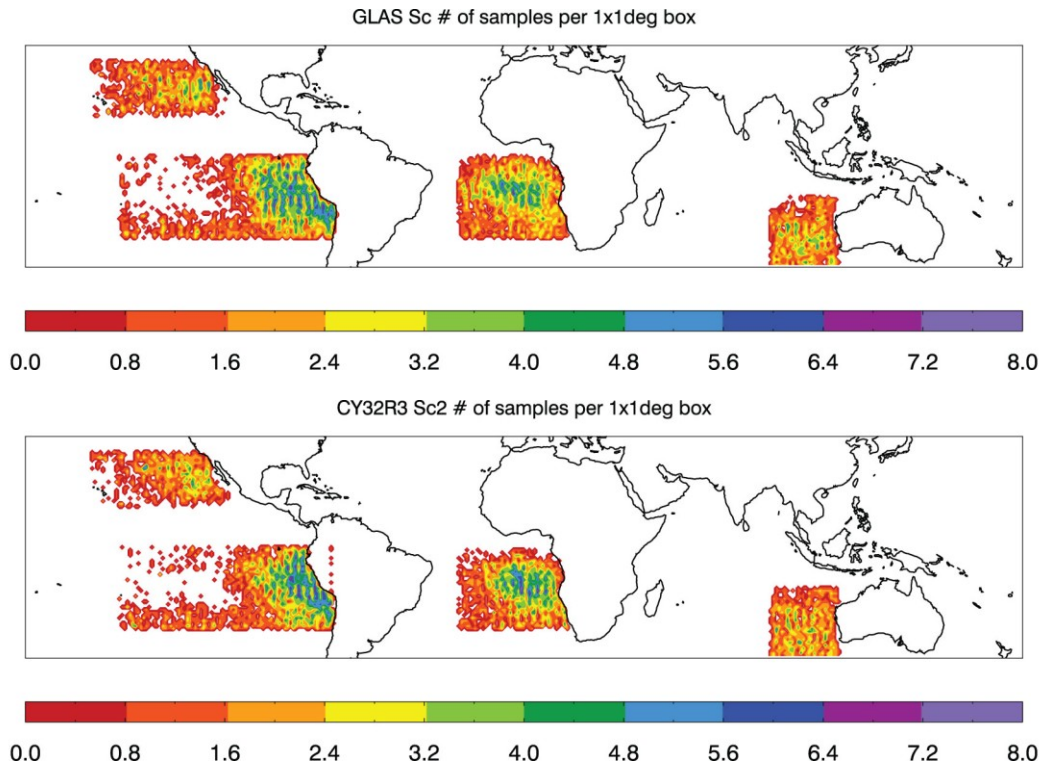 GLAS Sc # of samples per 1x1deg box
0.0 0.8 1.6 2.4 3.2 4.0 4.8 5.6 6.4 7.2 8.0
CY32R3 Sc2 # of samples per 1x1deg box
0.0 0.8 1.6 2.4 3.2 4.0 4.8 5.6 6.4 7.2 8.0